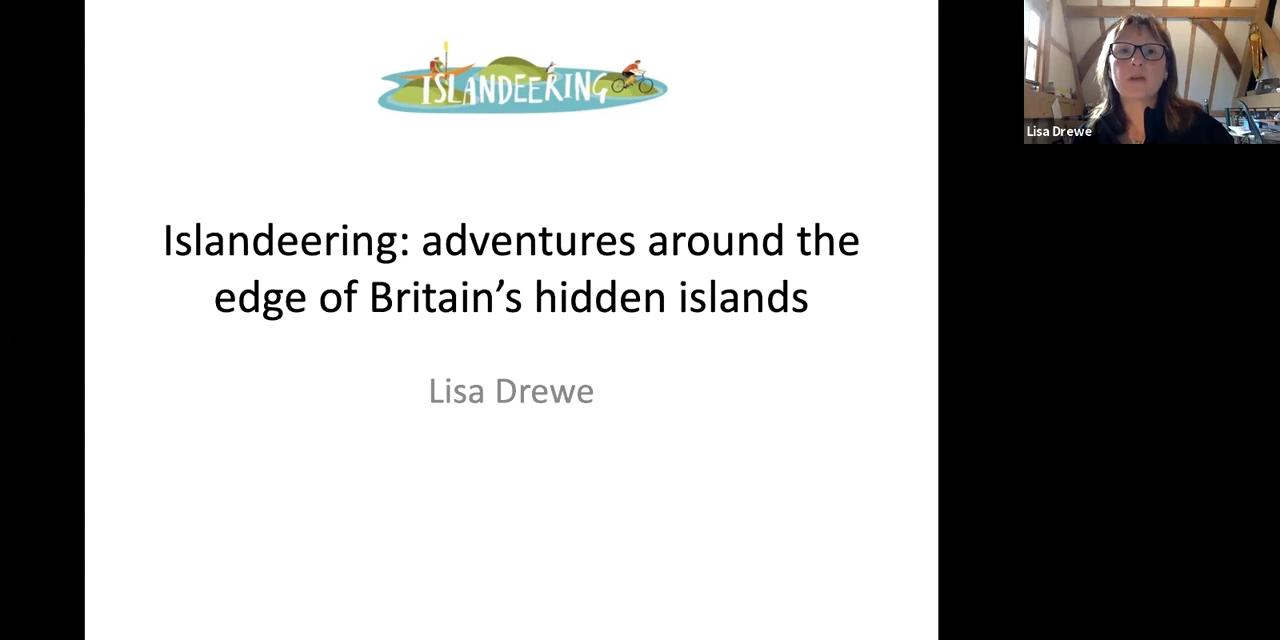 ISLANDEERING
Islandeering: adventures around the
edge of Britain’s hidden islands
Lisa Drewe
Lisa Drewe